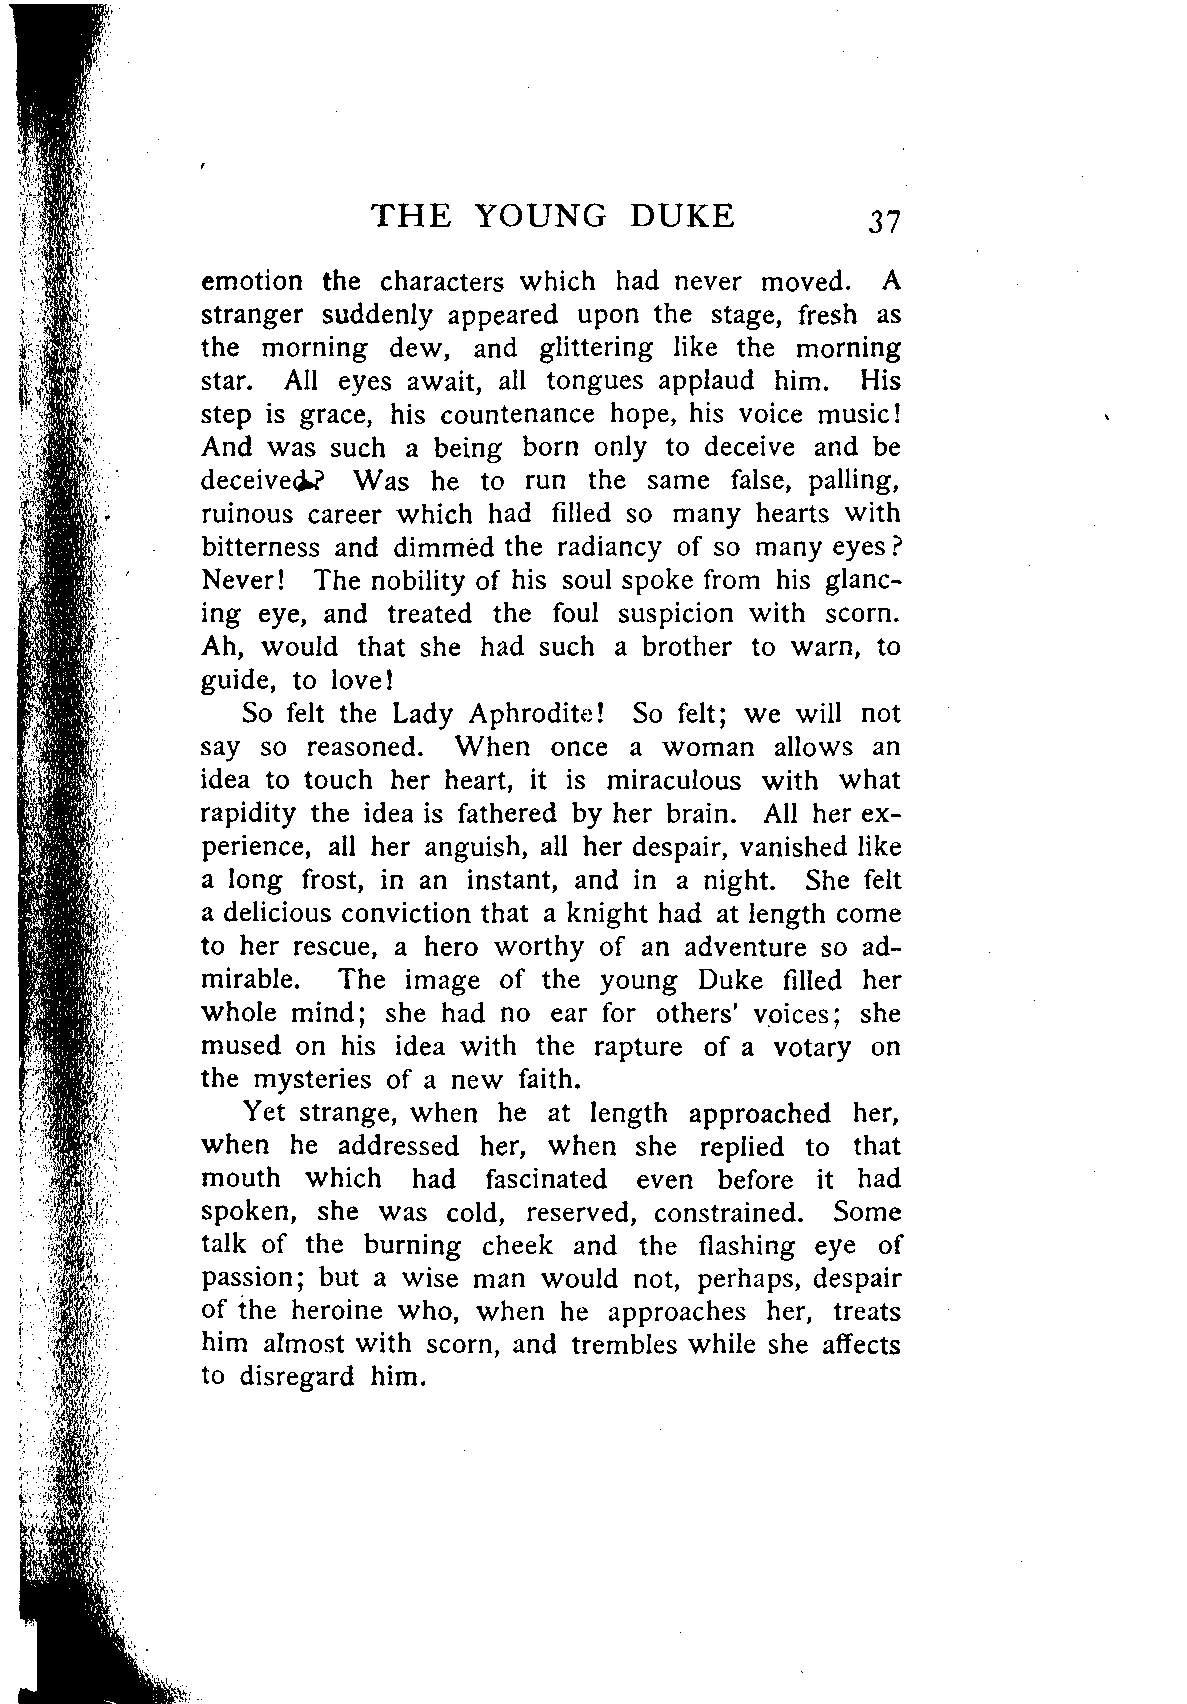 THE YOUNG DUKE 37
emotion the characters which had never moved. A
stranger suddenly appeared upon the stage, fresh as
the morning dew, and glittering like the morning
star. All eyes await, all tongues applaud him. His
step is grace, his countenance hope, his voice music!
And was such a being born only to deceive and be
deceived? Was he to run the same false, palling,
ruinous career which had filled so many hearts with
bitterness and dimmed the radiancy of so many eyes?
Never! The nobility of his soul spoke from his glanc-
ing eye, and treated the foul suspicion with scorn.
Ah, would that she had such a brother to warn, to
guide, to love!
So felt the Lady Aphrodite! So felt; we will not
say so reasoned. When once a woman allows an
idea to touch her heart, it is miraculous with what
rapidity the idea is fathered by her brain. All her ex-
perience, all her anguish, all her despair, vanished like
a long frost, in an instant, and in a night. She felt
a delicious conviction that a knight had at length come
to her rescue, a hero worthy of an adventure so ad-
mirable. The image of the young Duke filled her
whole mind; she had no ear for others' voices; she
mused on his idea with the rapture of a votary on
the mysteries of a new faith.
Yet strange, when he at length approached her,
when he addressed her, when she replied to that
mouth which had fascinated even before it had
spoken, she was cold, reserved, constrained. Some
talk of the burning cheek and the flashing eye of
passion; but a wise man would not, perhaps, despair
of the heroine who, when he approaches her, treats
him almost with scorn, and trembles while she affects
to disregard him.